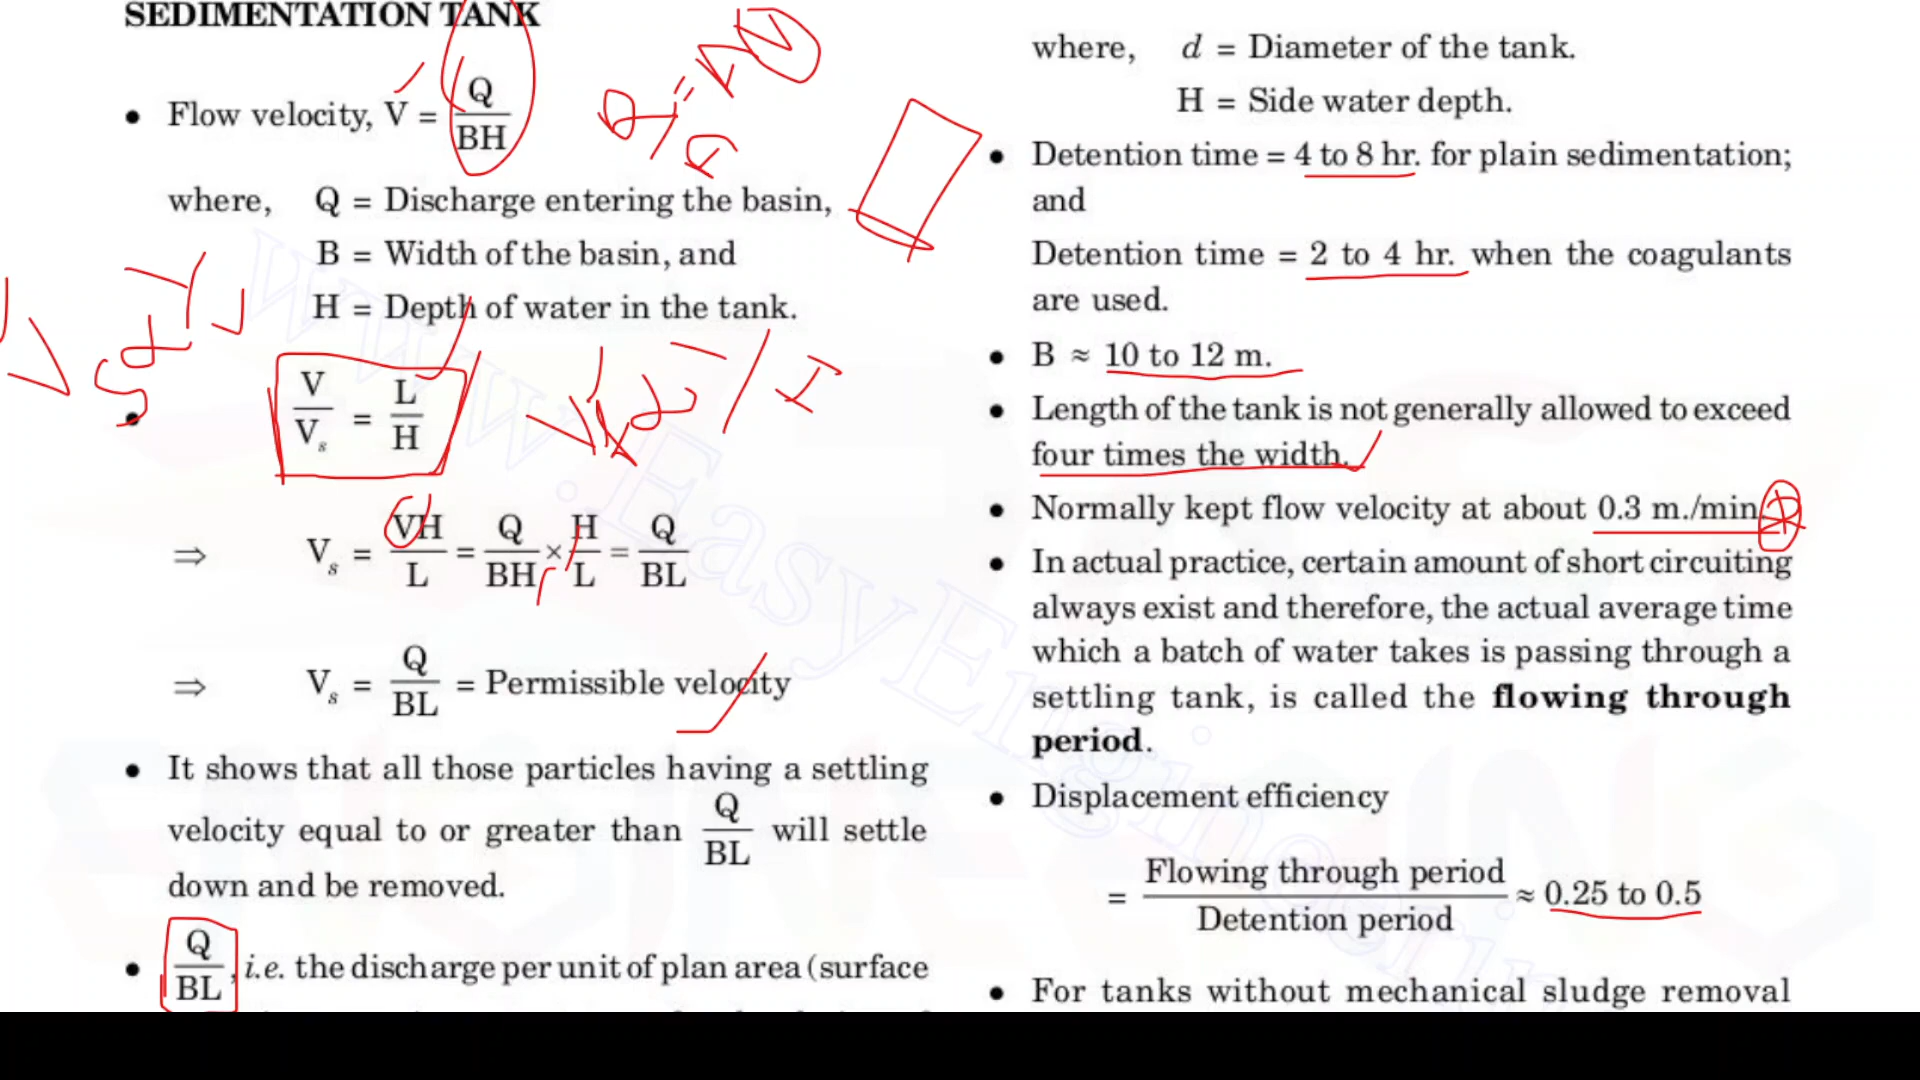 SEDIMENTATION TANK
• Flow velocity, V = Q / BH
where, Q = Discharge entering the basin,
B = Width of the basin, and
H = Depth of water in the tank.
• V / Vs = L / H
⇒ Vs = VH / L = Q / BH × H / L = Q / BL
⇒ Vs = Q / BL = Permissible velocity
• It shows that all those particles having a settling
velocity equal to or greater than Q / BL will settle
down and be removed.
• Q / BL, i.e. the discharge per unit of plan area (surface
where, d = Diameter of the tank.
H = Side water depth.
• Detention time = 4 to 8 hr. for plain sedimentation;
and
Detention time = 2 to 4 hr. when the coagulants
are used.
• B ≈ 10 to 12 m.
• Length of the tank is not generally allowed to exceed
four times the width.
• Normally kept flow velocity at about 0.3 m./min
• In actual practice, certain amount of short circuiting
always exist and therefore, the actual average time
which a batch of water takes is passing through a
settling tank, is called the flowing through
period.
• Displacement efficiency
= Flowing through period / Detention period ≈ 0.25 to 0.5
• For tanks without mechanical sludge removal
www.EasyEngineerin